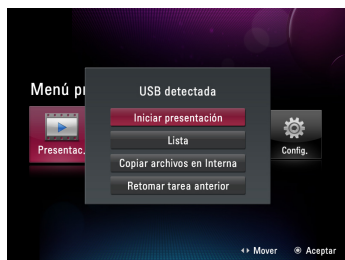 Menú pr
USB detectada
Iniciar presentación
Lista
Copiar archivos en Interna
Retomar tarea anterior
Presentac.
Config.
Mover
Aceptar